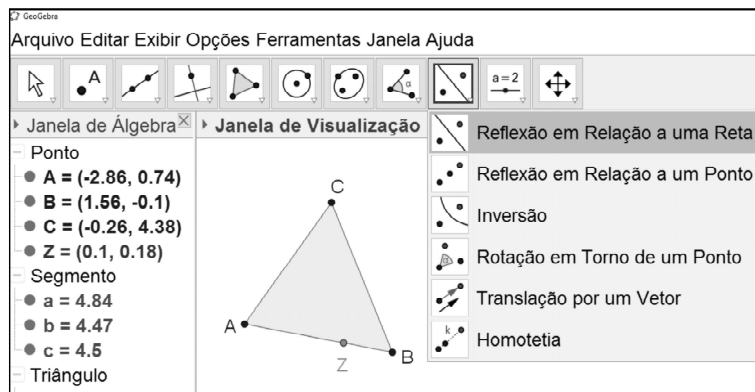 GeoGebra
Arquivo Editar Exibir Opções Ferramentas Janela Ajuda
A
α
a=2
Janela de Álgebra
Janela de Visualização
Ponto
A = (-2.86, 0.74)
B = (1.56, -0.1)
C = (-0.26, 4.38)
Z = (0.1, 0.18)
Segmento
a = 4.84
b = 4.47
c = 4.5
Triângulo
C
A
Z
B
Reflexão em Relação a uma Reta
Reflexão em Relação a um Ponto
Inversão
Rotação em Torno de um Ponto
Translação por um Vetor
k
Homotetia